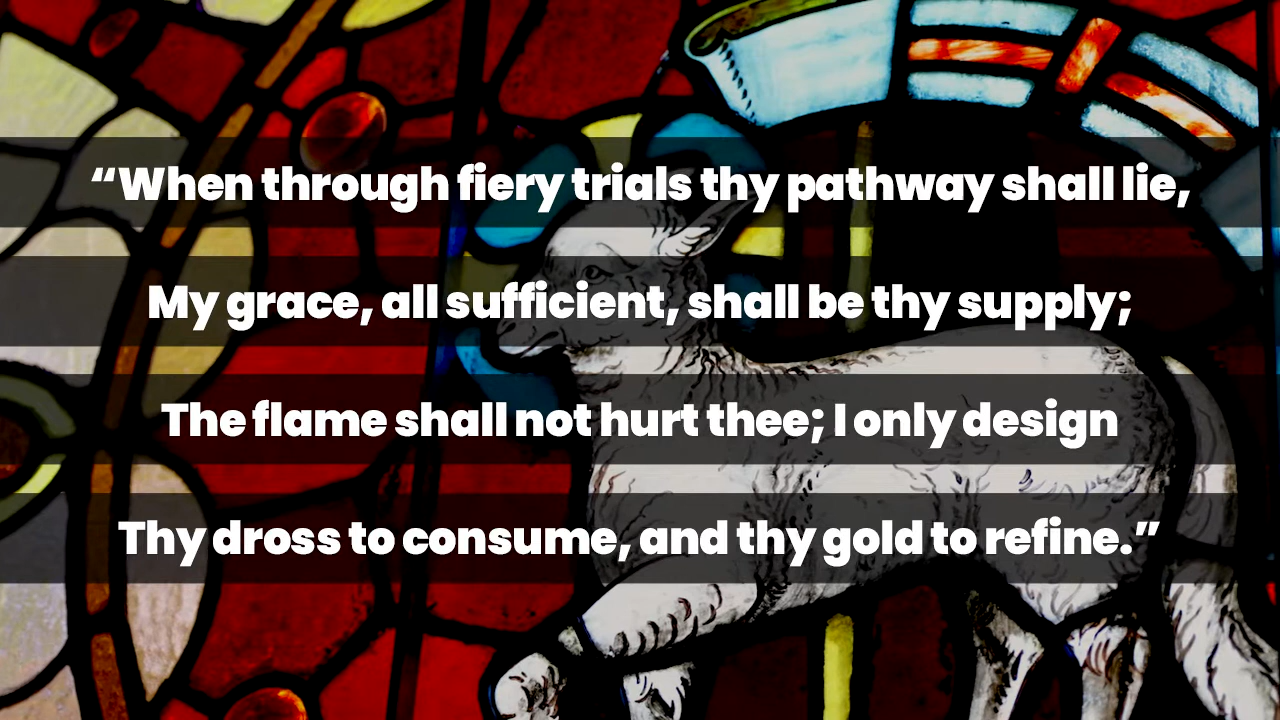 “When through fiery trials thy pathway shall lie,
My grace, all sufficient, shall be thy supply;
The flame shall not hurt thee; I only design
Thy dross to consume, and thy gold to refine.”